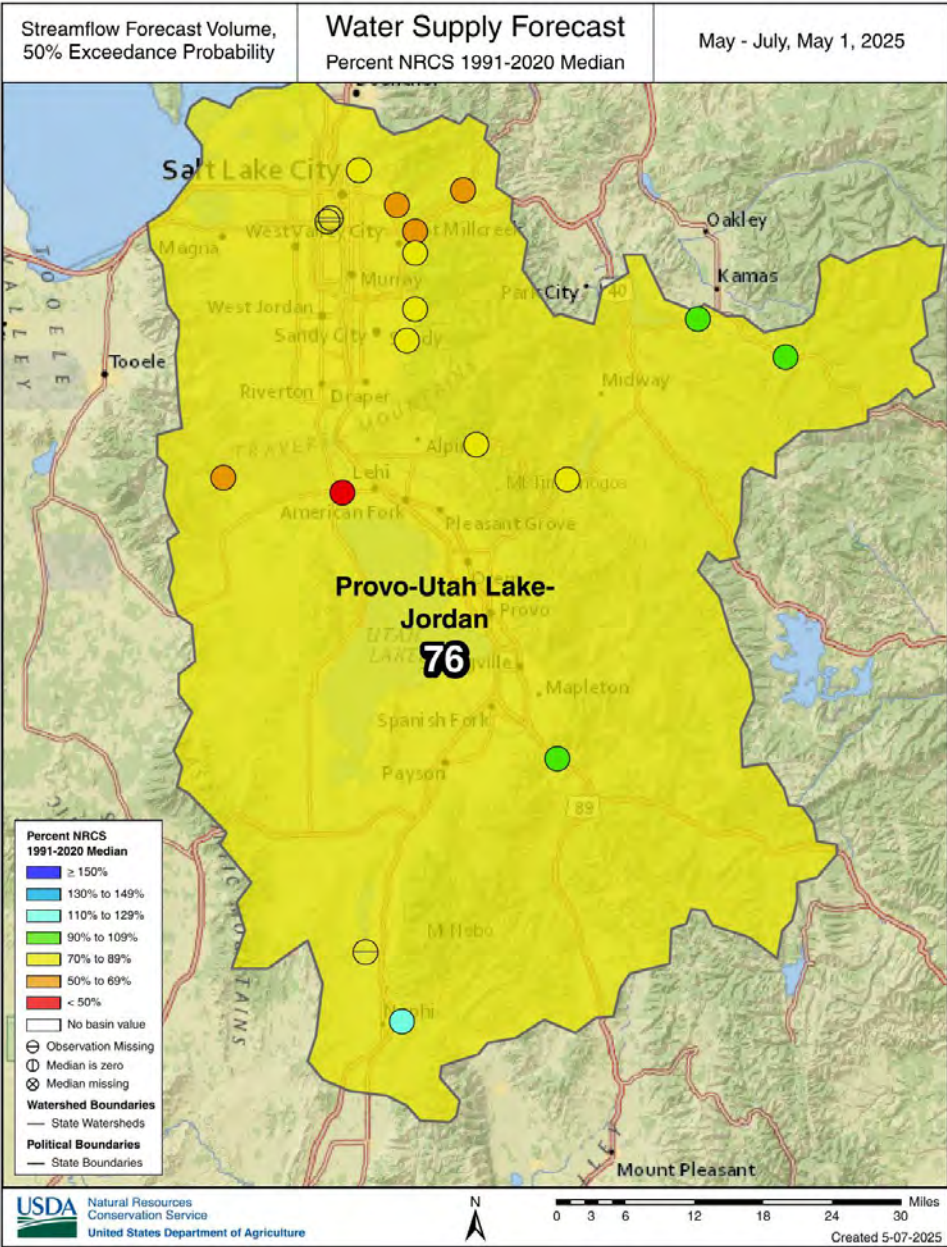 Streamflow Forecast Volume,
50% Exceedance Probability
Water Supply Forecast
Percent NRCS 1991-2020 Median
May - July, May 1, 2025
Salt Lake City
Oakley
Magna
West Valley City
Millcreek
Murray
Park City
40
Kamas
West Jordan
Sandy City
Sandy
TOOELE
VALLEY
Tooele
Riverton
Draper
Midway
MOUNTAINS
Lehi
American Fork
Pleasant Grove
Provo-Utah Lake-
Jordan
76
Provo
UTAH
LAKE
Mapleton
Spanish Fork
Payson
89
Nephi
Mount Pleasant
Percent NRCS
1991-2020 Median
≥ 150%
130% to 149%
110% to 129%
90% to 109%
70% to 89%
50% to 69%
< 50%
No basin value
Observation Missing
Median is zero
Median missing
Watershed Boundaries
State Watersheds
Political Boundaries
State Boundaries
USDA
Natural Resources
Conservation Service
United States Department of Agriculture
N
Miles
0 3 6 12 18 24 30
Created 5-07-2025